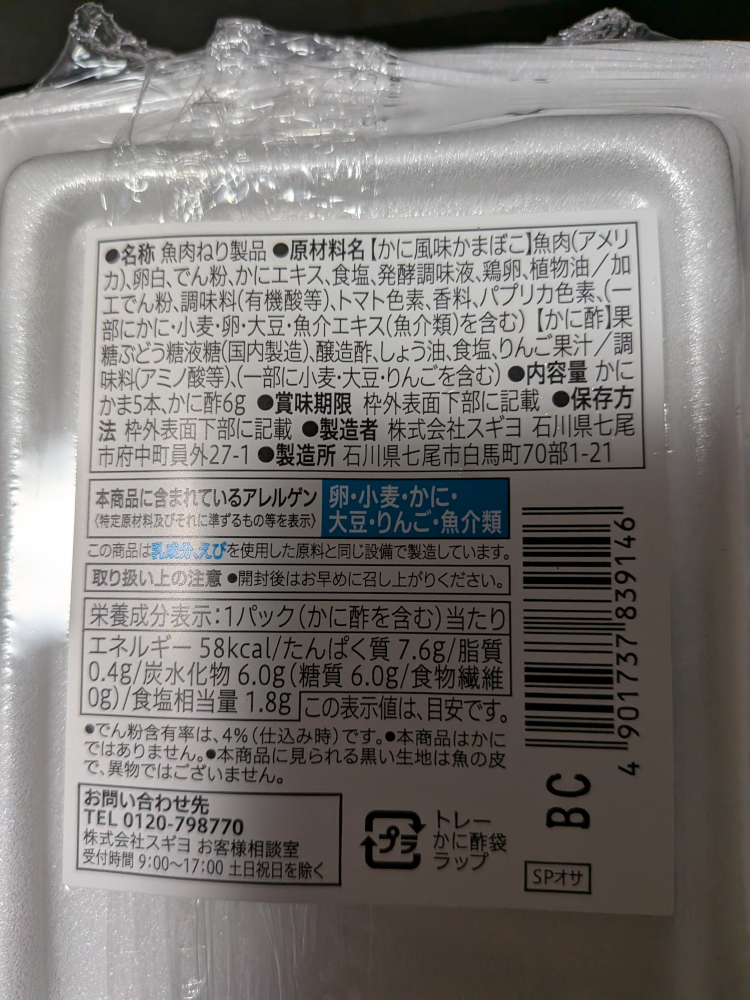 ●名称 魚肉ねり製品 ●原材料名【かに風味かまぼこ】魚肉(アメリ
カ)、卵白、でん粉、かにエキス、食塩、発酵調味液、鶏卵、植物油／加
工でん粉、調味料(有機酸等)、トマト色素、香料、パプリカ色素、(一
部にかに・小麦・卵・大豆・魚介エキス(魚介類)を含む)【かに酢】果
糖ぶどう糖液糖(国内製造)、醸造酢、しょう油、食塩、りんご果汁／調
味料(アミノ酸等)、(一部に小麦・大豆・りんごを含む) ●内容量 かに
かま5本、かに酢6g ●賞味期限 枠外表面下部に記載 ●保存方
法 枠外表面下部に記載 ●製造者 株式会社スギヨ 石川県七尾
市府中町員外27-1 ●製造所 石川県七尾市白馬町70部1-21
本商品に含まれているアレルゲン
〈特定原材料及びそれに準ずるもの等を表示〉
卵・小麦・かに・
大豆・りんご・魚介類
この商品は乳成分、えびを使用した原料と同じ設備で製造しています。
取り扱い上の注意 ●開封後はお早めに召し上がりください。
栄養成分表示:1パック(かに酢を含む)当たり
エネルギー 58kcal/たんぱく質 7.6g/脂質
0.4g/炭水化物 6.0g(糖質 6.0g/食物繊維
0g)/食塩相当量 1.8g この表示値は、目安です。
●でん粉含有率は、4%(仕込み時)です。●本商品はかに
ではありません。●本商品に見られる黒い生地は魚の皮
で、異物ではございません。
お問い合わせ先
TEL 0120-798770
株式会社スギヨ お客様相談室
受付時間 9:00〜17:00 土日祝日を除く
プラ
トレー
かに酢袋
ラップ
4 901737 839146
BC
SPオサ